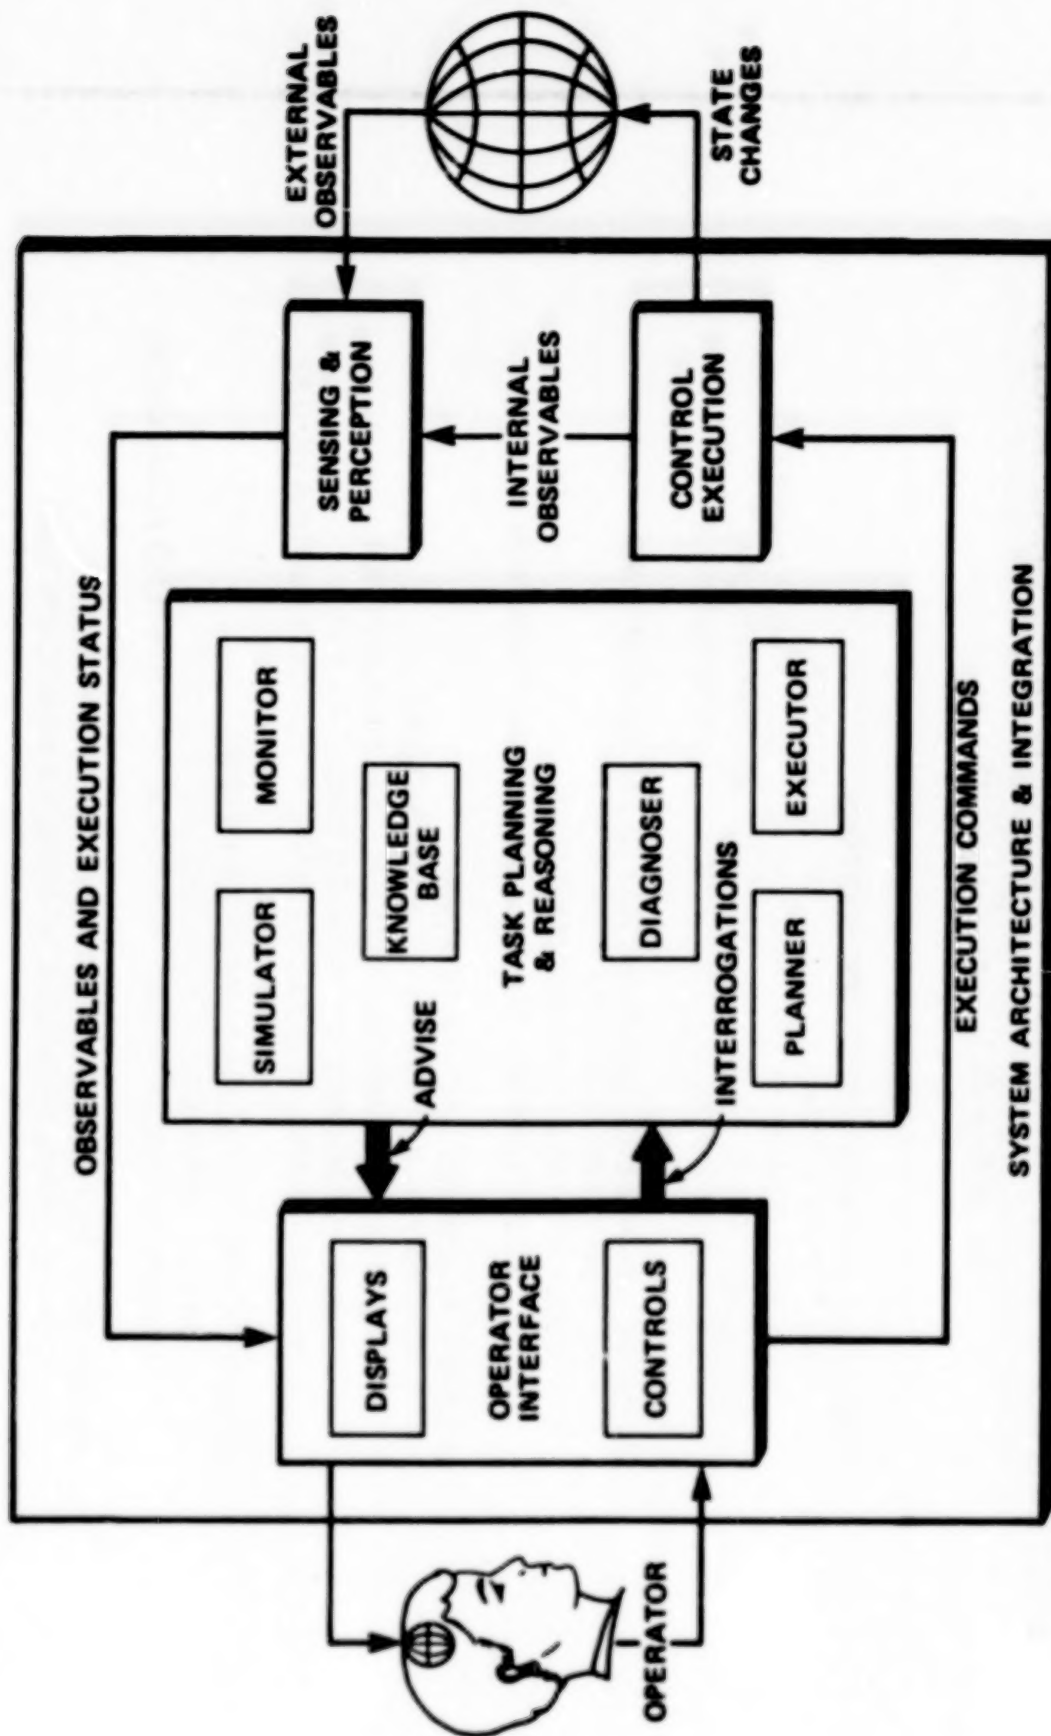 OBSERVABLES AND EXECUTION STATUS
EXTERNAL
OBSERVABLES
SENSING &
PERCEPTION
SIMULATOR
MONITOR
KNOWLEDGE
BASE
ADVISE
DISPLAYS
OPERATOR
INTERFACE
TASK PLANNING
& REASONING
INTERNAL
OBSERVABLES
CONTROLS
DIAGNOSER
INTERROGATIONS
PLANNER
EXECUTOR
CONTROL
EXECUTION
STATE
CHANGES
OPERATOR
EXECUTION COMMANDS
SYSTEM ARCHITECTURE & INTEGRATION